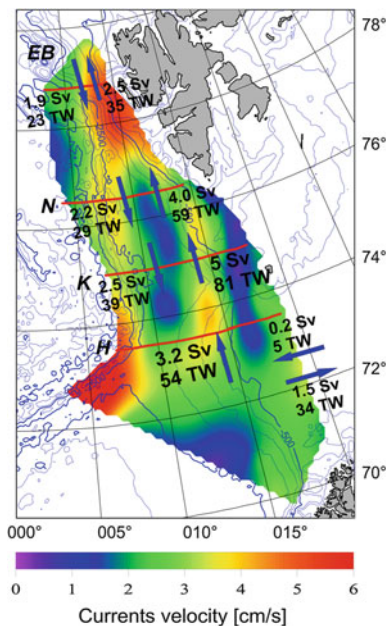 78°
EB
2.5 Sv
35 TW
1.9 Sv
23 TW
76°
N
4.0 Sv
59 TW
2.2 Sv
29 TW
74°
5 Sv
81 TW
K
2.5 Sv
39 TW
0.2 Sv
5 TW
H
3.2 Sv
54 TW
72°
1.5 Sv
34 TW
500
70°
000° 005° 010° 015°
0 1 2 3 4 5 6
Currents velocity [cm/s]